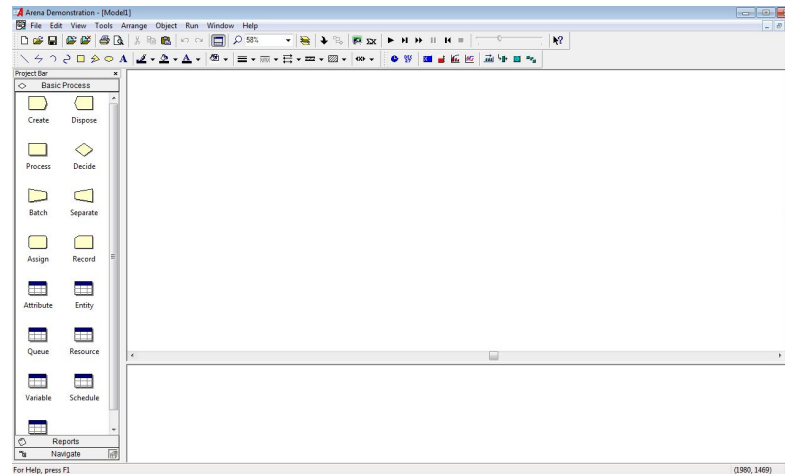 Arena Demonstration - [Model1]
File Edit View Tools Arrange Object Run Window Help
58%
Project Bar
Basic Process
Create Dispose
Process Decide
Batch Separate
Assign Record
Attribute Entity
Queue Resource
Variable Schedule
Reports
Navigate
For Help, press F1
(1980, 1469)